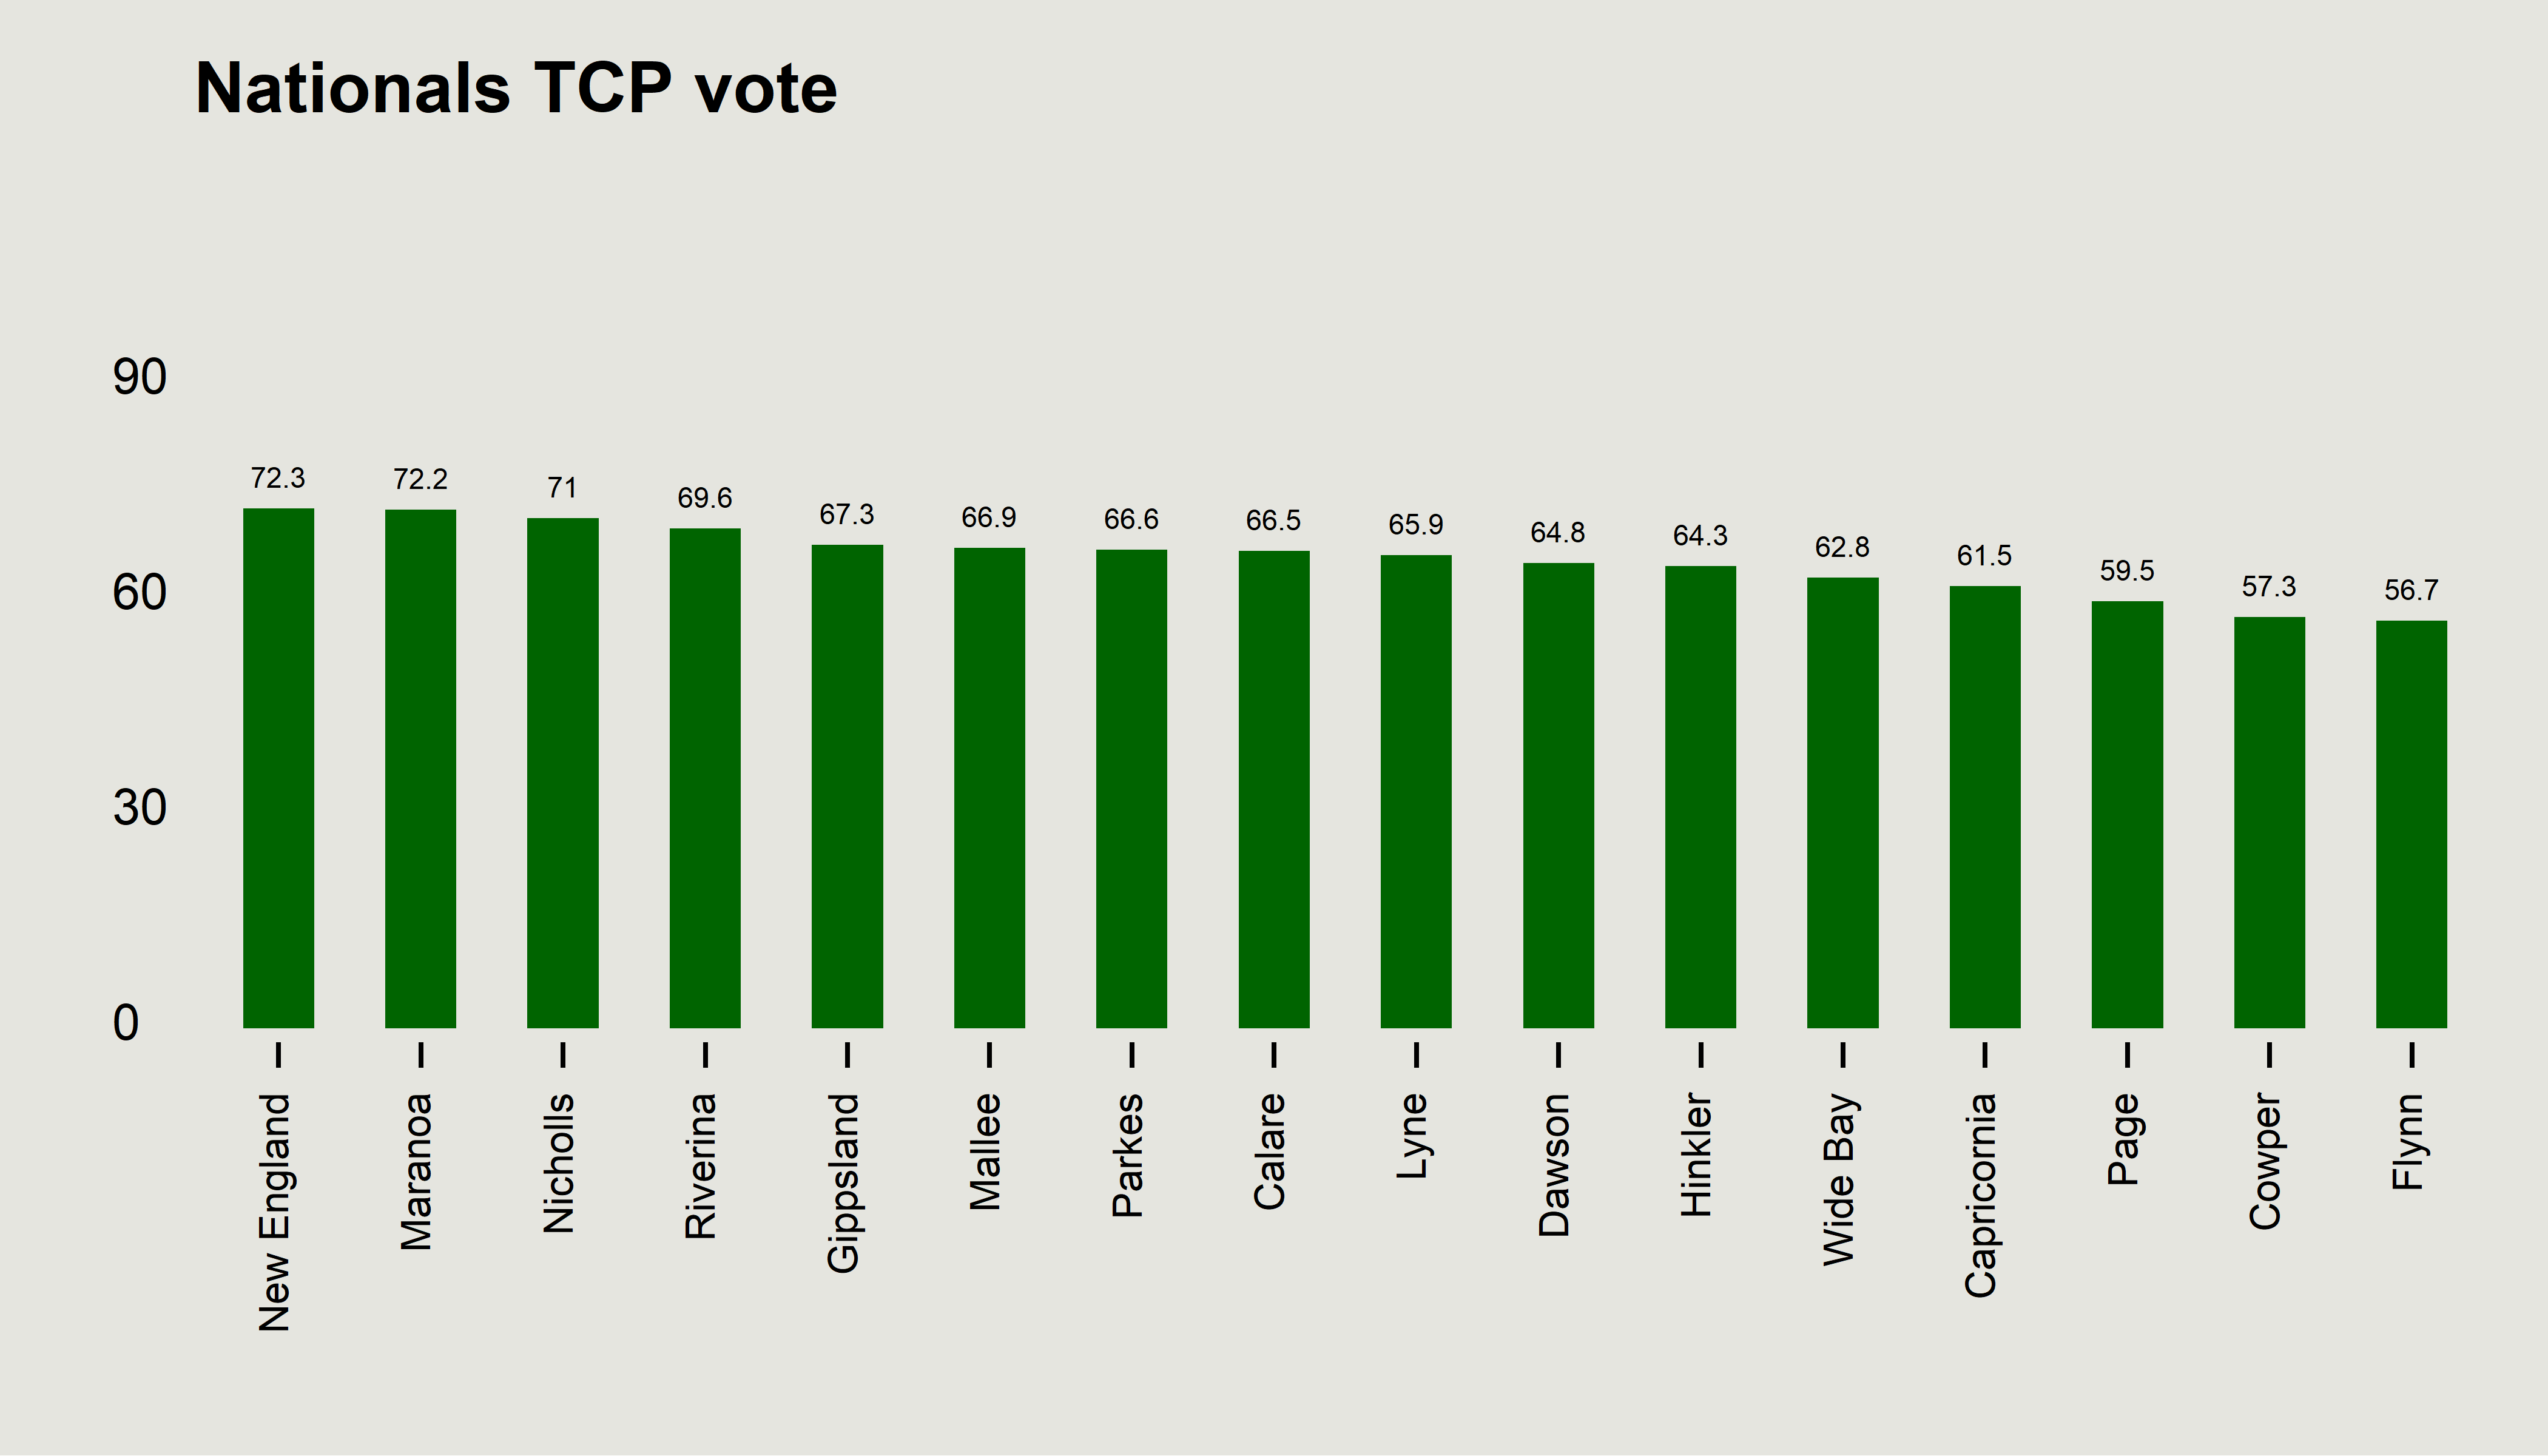 Nationals TCP vote
90
60
30
0
72.3
72.2
71
69.6
67.3
66.9
66.6
66.5
65.9
64.8
64.3
62.8
61.5
59.5
57.3
56.7
New England
Maranoa
Nicholls
Riverina
Gippsland
Mallee
Parkes
Calare
Lyne
Dawson
Hinkler
Wide Bay
Capricornia
Page
Cowper
Flynn